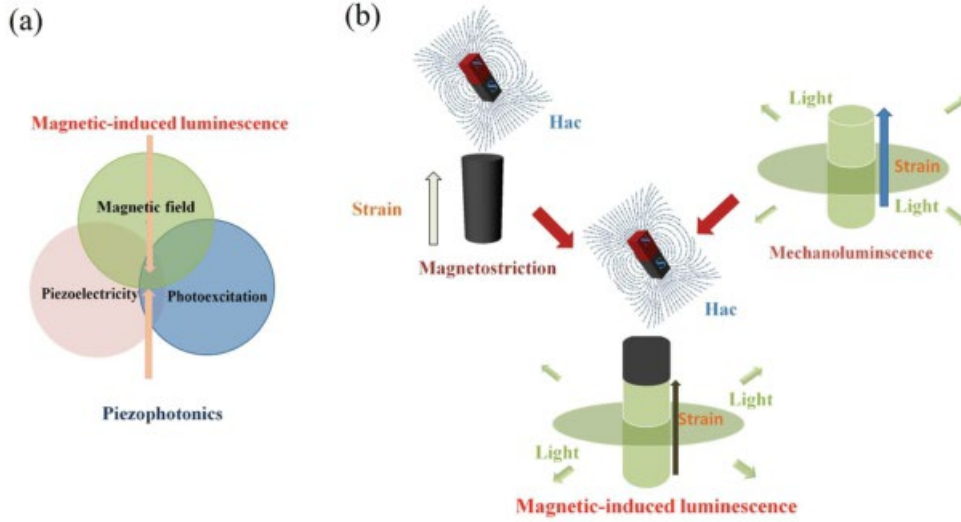 (a)
Magnetic-induced luminescence
Magnetic field
Piezoelectricity
Photoexcitation
Piezophotonics
(b)
Hac
Strain
Magnetostriction
Light
Strain
Light
Mechanoluminscence
Hac
Light
Strain
Light
Magnetic-induced luminescence